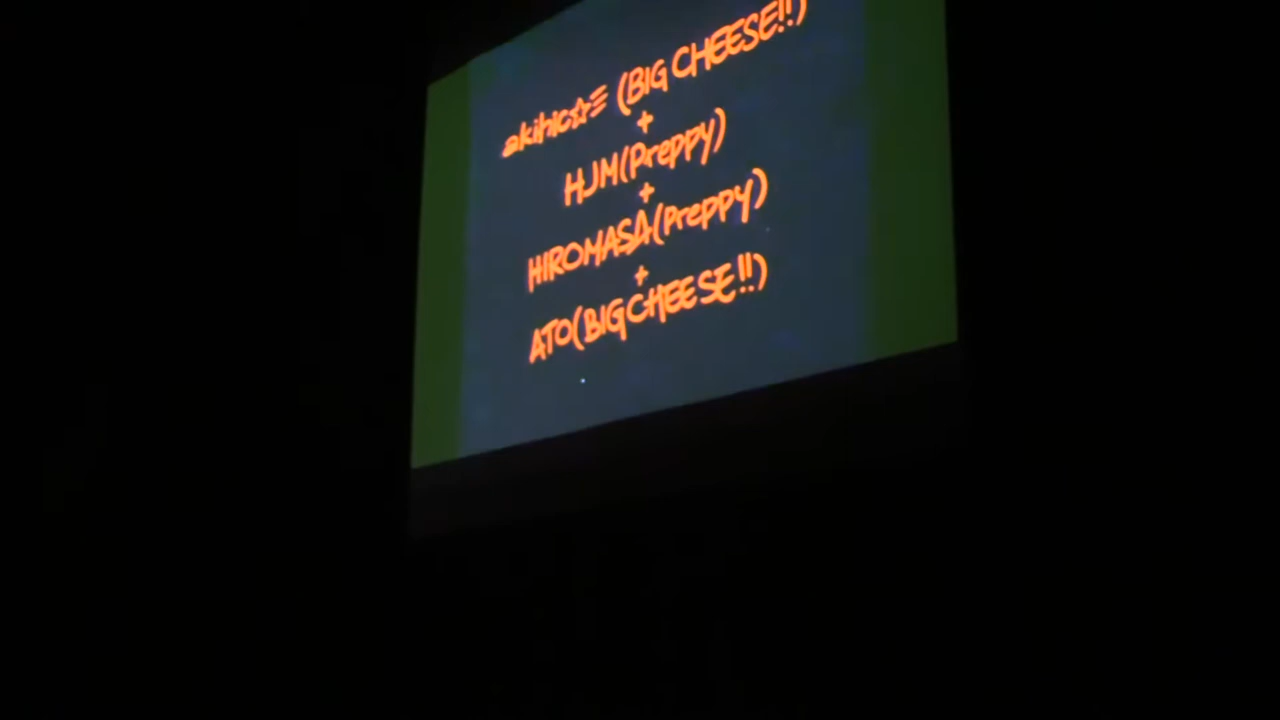 akihic☆彡 (BIG CHEESE!!)
+
HJM(Preppy)
+
HIROMASA(Preppy)
+
ATO(BIGCHEESE!!)